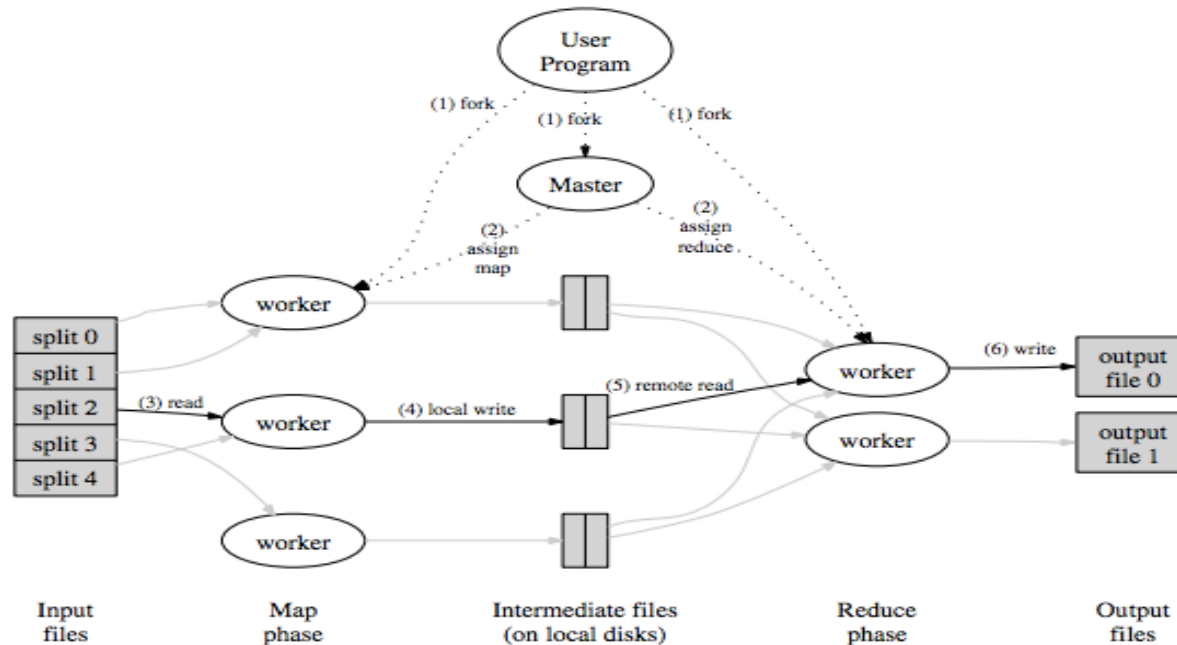 User
Program
(1) fork
(1) fork
(1) fork
Master
(2)
assign
map
(2)
assign
reduce
worker
split 0
split 1
split 2
split 3
split 4
(3) read
worker
(4) local write
(5) remote read
worker
(6) write
output
file 0
worker
output
file 1
worker
Input
files
Map
phase
Intermediate files
(on local disks)
Reduce
phase
Output
files